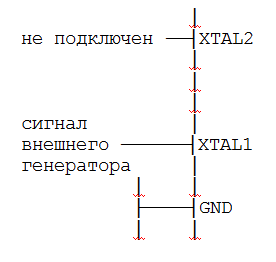 не подключен XTAL2
сигнал
внешнего XTAL1
генератора
GND